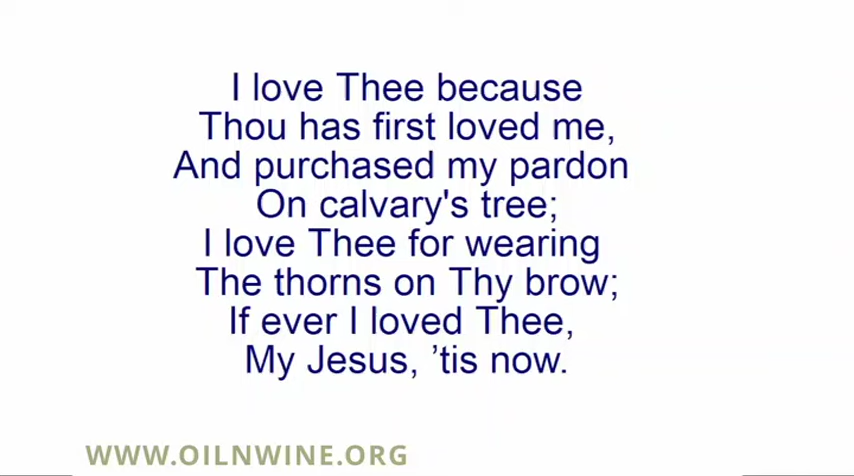 I love Thee because
Thou has first loved me,
And purchased my pardon
On calvary's tree;
I love Thee for wearing
The thorns on Thy brow;
If ever I loved Thee,
My Jesus, ’tis now.
WWW.OILNWINE.ORG